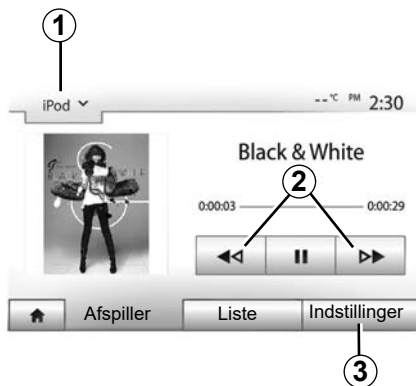 1
iPod
--°C PM 2:30
Black & White
2
0:00:03
0:00:29
Afspiller
Liste
Indstillinger
3